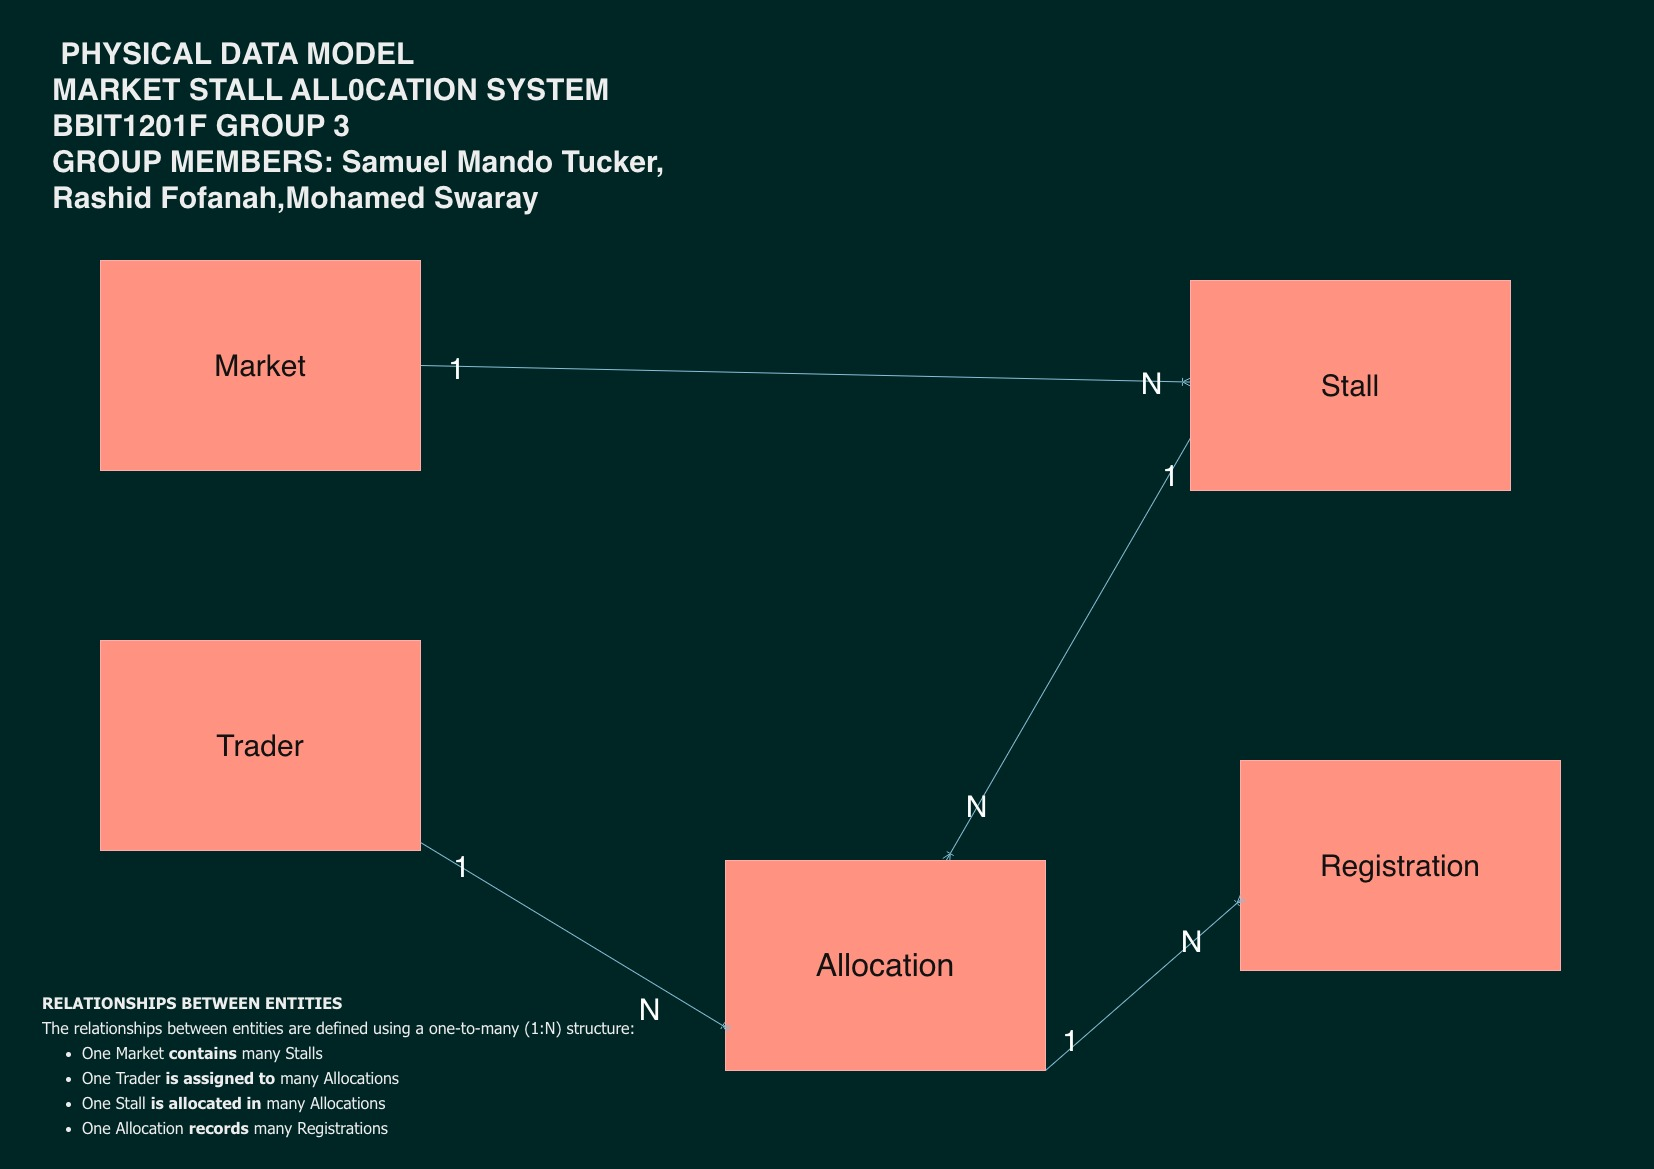 PHYSICAL DATA MODEL
MARKET STALL ALL0CATION SYSTEM
BBIT1201F GROUP 3
GROUP MEMBERS: Samuel Mando Tucker,
Rashid Fofanah,Mohamed Swaray
Market
1
N
Stall
1
N
Trader
1
N
Allocation
1
N
Registration
RELATIONSHIPS BETWEEN ENTITIES
The relationships between entities are defined using a one-to-many (1:N) structure:
• One Market contains many Stalls
• One Trader is assigned to many Allocations
• One Stall is allocated in many Allocations
• One Allocation records many Registrations